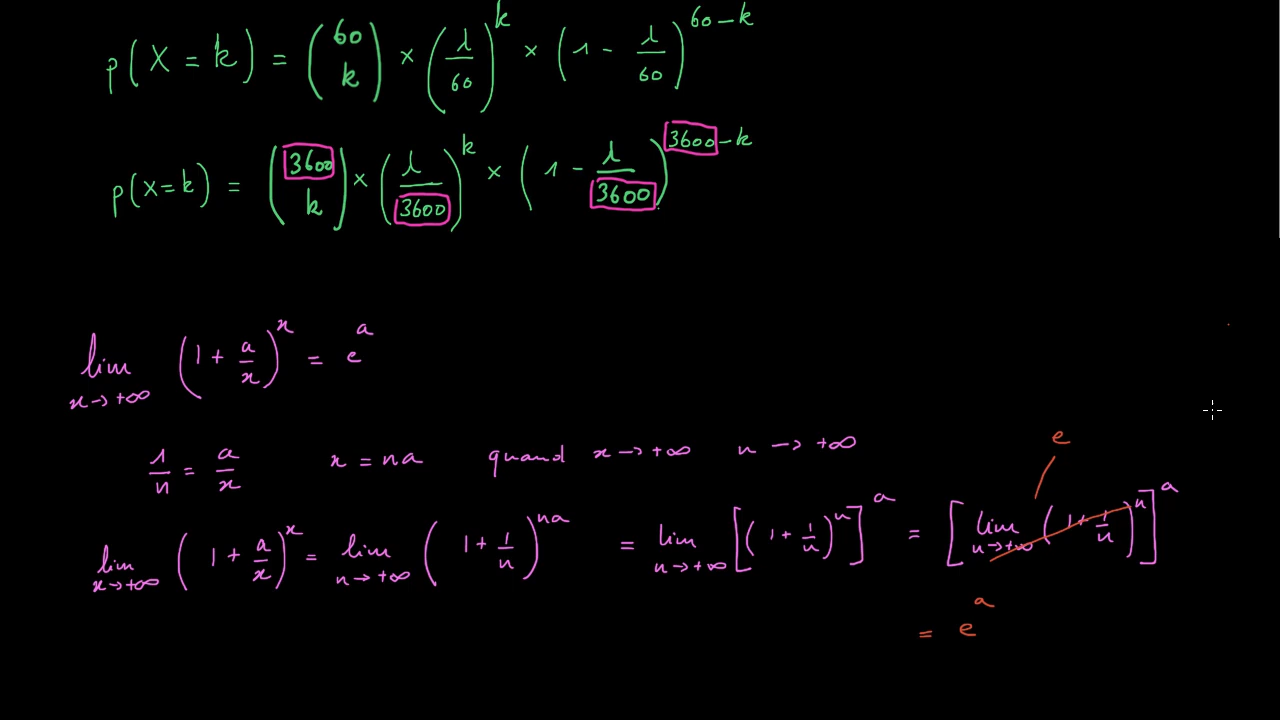 p(X = k) = (60 k) × (λ/60)^k × (1 - λ/60)^60-k
p(X=k) = (3600 k) × (λ/3600)^k × (1 - λ/3600)^3600-k
lim x→+∞ (1 + a/x)^x = e^a
1/n = a/x x = na quand x→+∞ n→+∞
lim x→+∞ (1 + a/x)^x = lim n→+∞ (1 + 1/n)^na = lim n→+∞ [(1 + 1/n)^n]^a = [lim n→+∞ (1 + 1/n)^n]^a e
= e^a